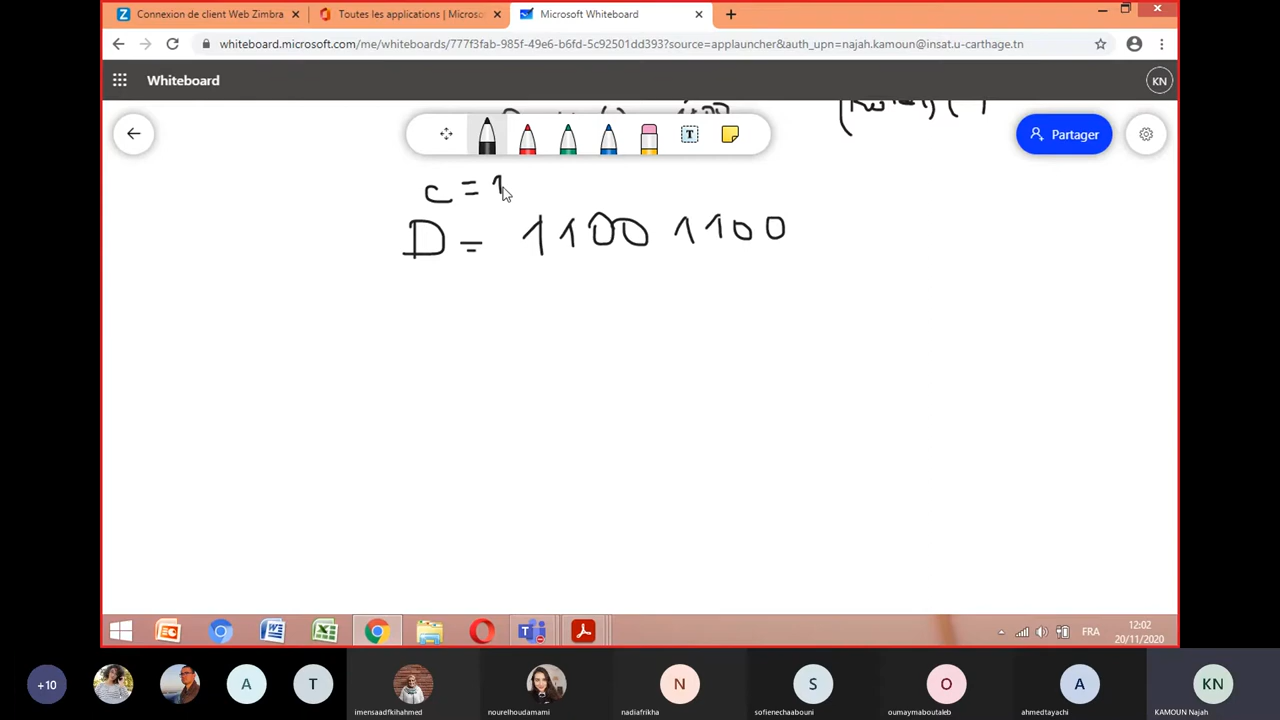 Connexion de client Web Zimbra
Toutes les applications | Microso
Microsoft Whiteboard
whiteboard.microsoft.com/me/whiteboards/777f3fab-985f-49e6-b6fd-5c92501dd393?source=applauncher&auth_upn=najah.kamoun@insat.u-carthage.tn
Whiteboard
KN
T
Partager
C = 1
D = 1100 1100
FRA
12:02
20/11/2020
+10
A
T
N
S
O
A
KN
imensaadfkihahmed
nourelhoudamami
nadiafrikha
sofienechaabouni
oumaymaboutaleb
ahmedtayachi
KAMOUN Najah